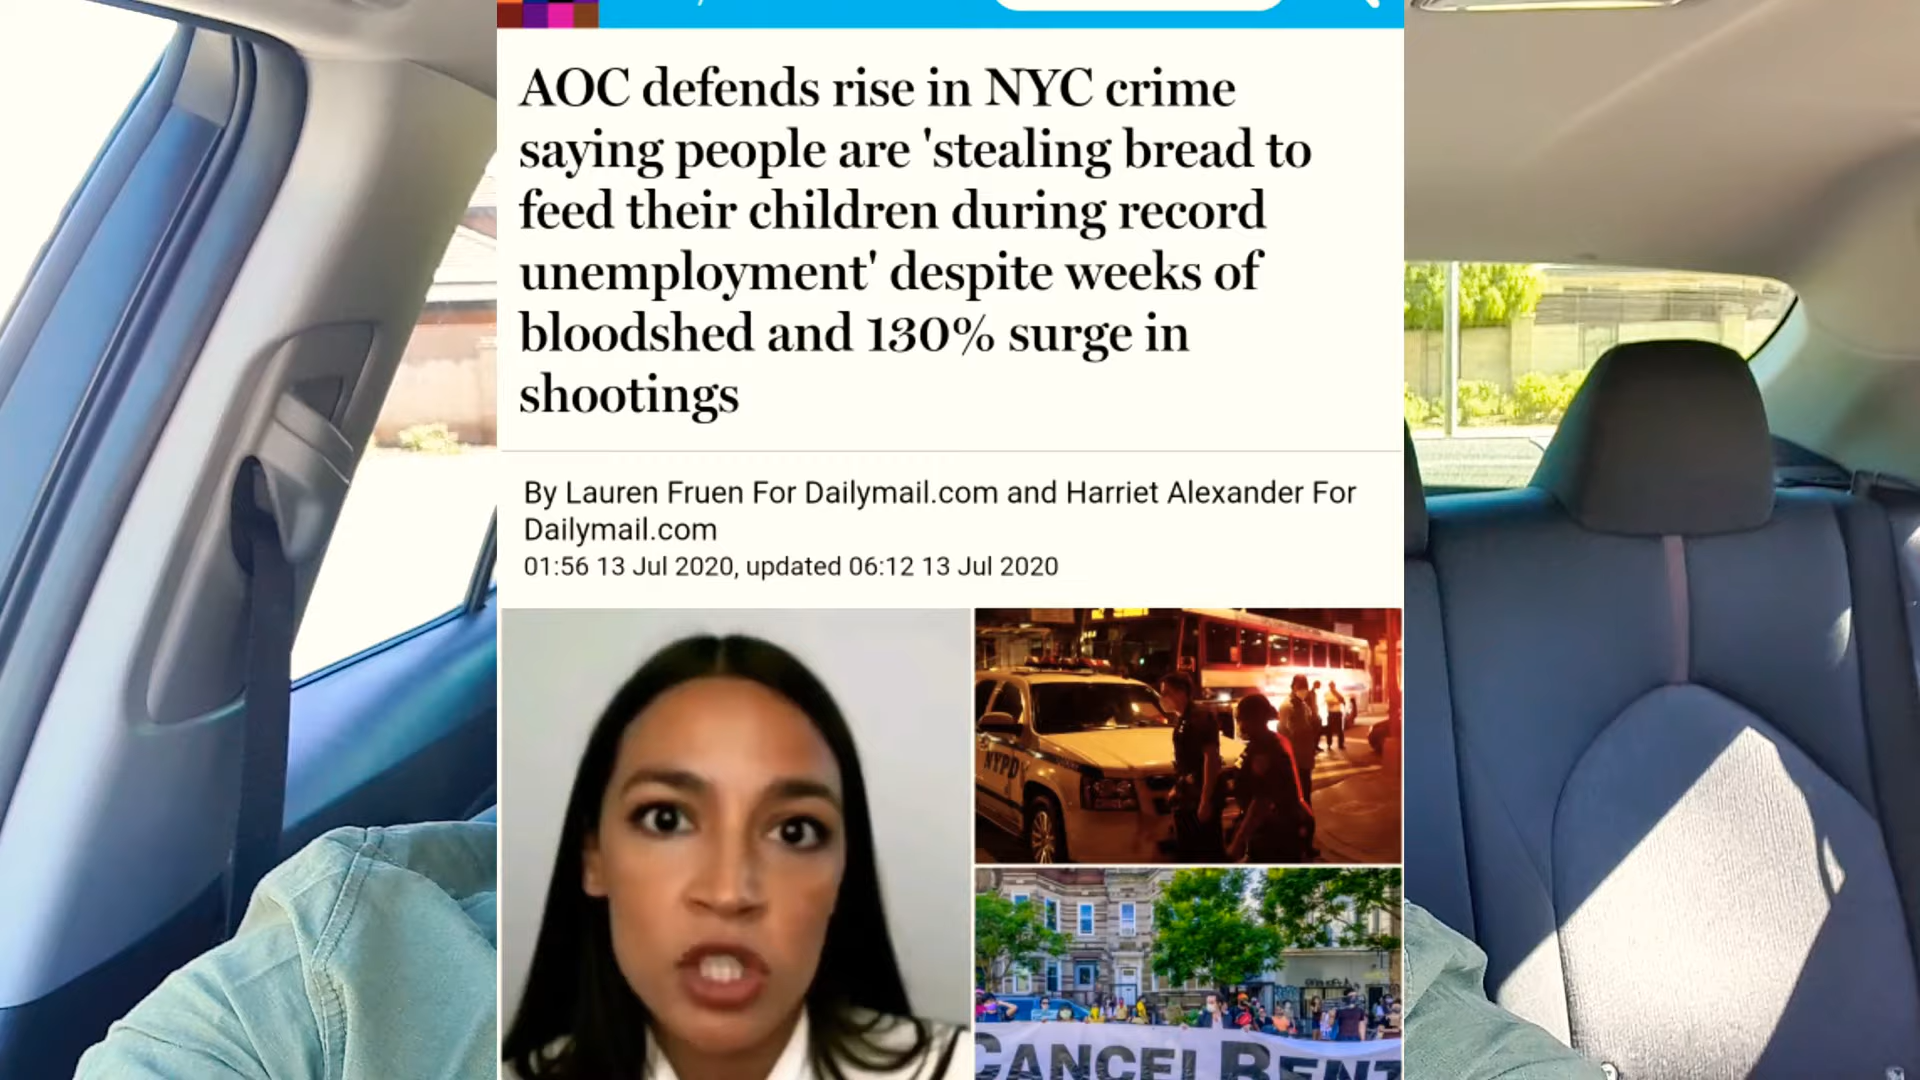 AOC defends rise in NYC crime
saying people are 'stealing bread to
feed their children during record
unemployment' despite weeks of
bloodshed and 130% surge in
shootings
By Lauren Fruen For Dailymail.com and Harriet Alexander For
Dailymail.com
01:56 13 Jul 2020, updated 06:12 13 Jul 2020
NYPD
CANCEL RENT